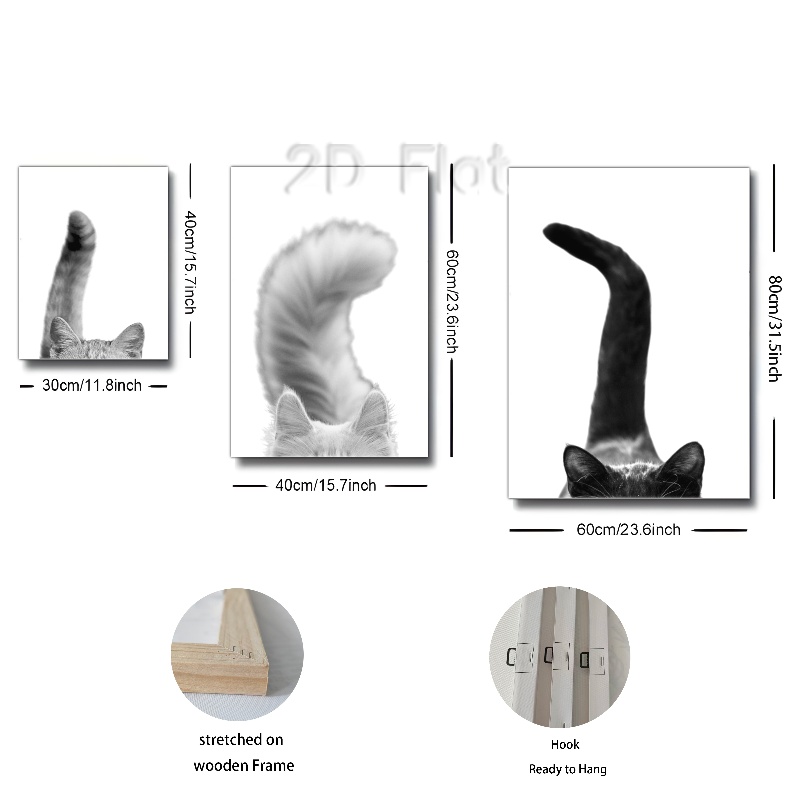 2D Flat
40cm/15.7inch
60cm/23.6inch
80cm/31.5inch
30cm/11.8inch
40cm/15.7inch
60cm/23.6inch
stretched on
wooden Frame
Hook
Ready to Hang